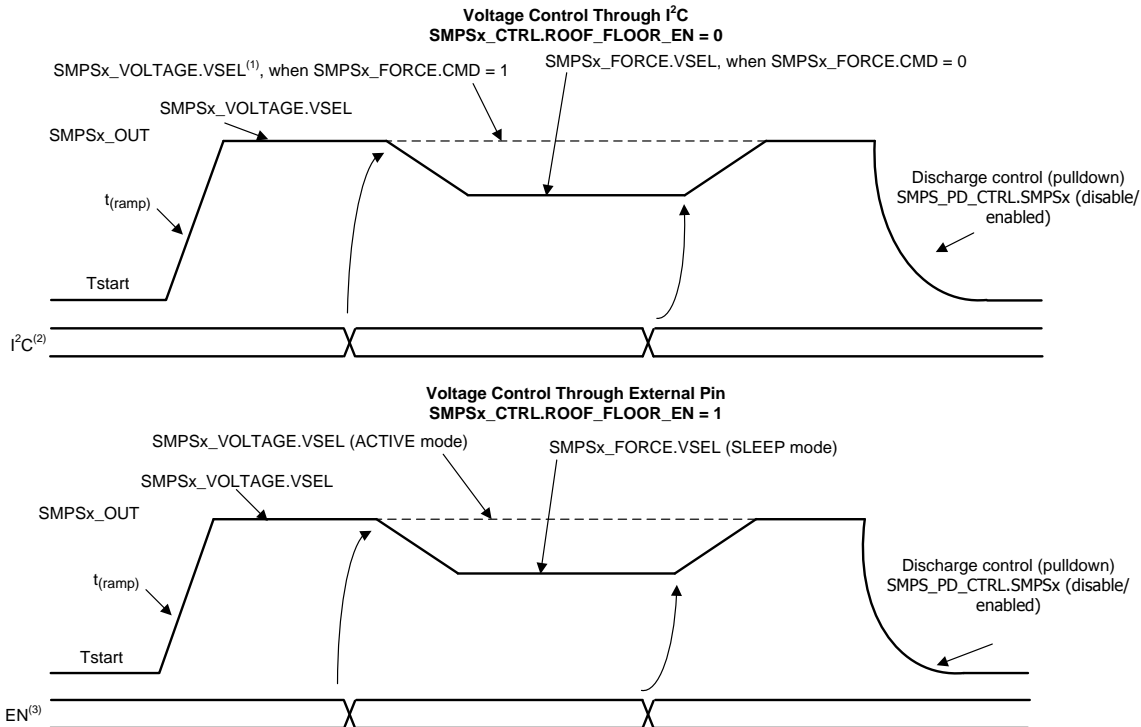 Voltage Control Through I²C
SMPSx_CTRL.ROOF_FLOOR_EN = 0
SMPSx_VOLTAGE.VSEL(1), when SMPSx_FORCE.CMD = 1
SMPSx_FORCE.VSEL, when SMPSx_FORCE.CMD = 0
SMPSx_VOLTAGE.VSEL
SMPSx_OUT
t(ramp)
Discharge control (pulldown)
SMPS_PD_CTRL.SMPSx (disable/
enabled)
Tstart
I²C(2)
Voltage Control Through External Pin
SMPSx_CTRL.ROOF_FLOOR_EN = 1
SMPSx_VOLTAGE.VSEL (ACTIVE mode)
SMPSx_FORCE.VSEL (SLEEP mode)
SMPSx_VOLTAGE.VSEL
SMPSx_OUT
t(ramp)
Discharge control (pulldown)
SMPS_PD_CTRL.SMPSx (disable/
enabled)
Tstart
EN(3)